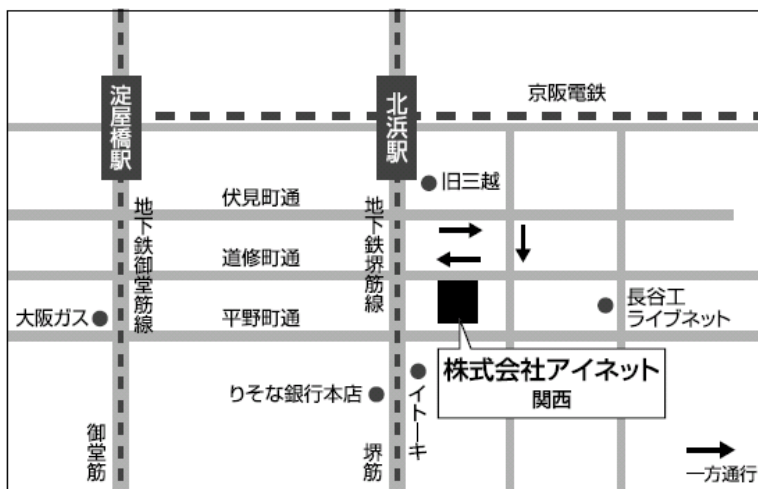 京阪電鉄
淀屋橋駅
北浜駅
旧三越
伏見町通
地下鉄御堂筋線
地下鉄堺筋線
道修町通
大阪ガス
平野町通
長谷工
ライブネット
株式会社アイネット
関西
りそな銀行本店
イトーキ
御堂筋
堺筋
一方通行